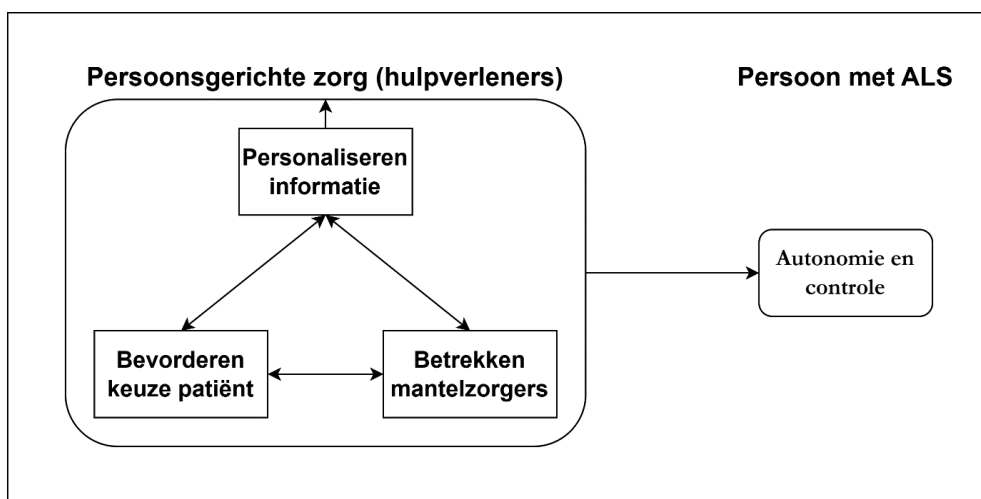 Persoonsgerichte zorg (hulpverleners)
Persoon met ALS
Personaliseren
informatie
Autonomie en
controle
Bevorderen
keuze patiënt
Betrekken
mantelzorgers